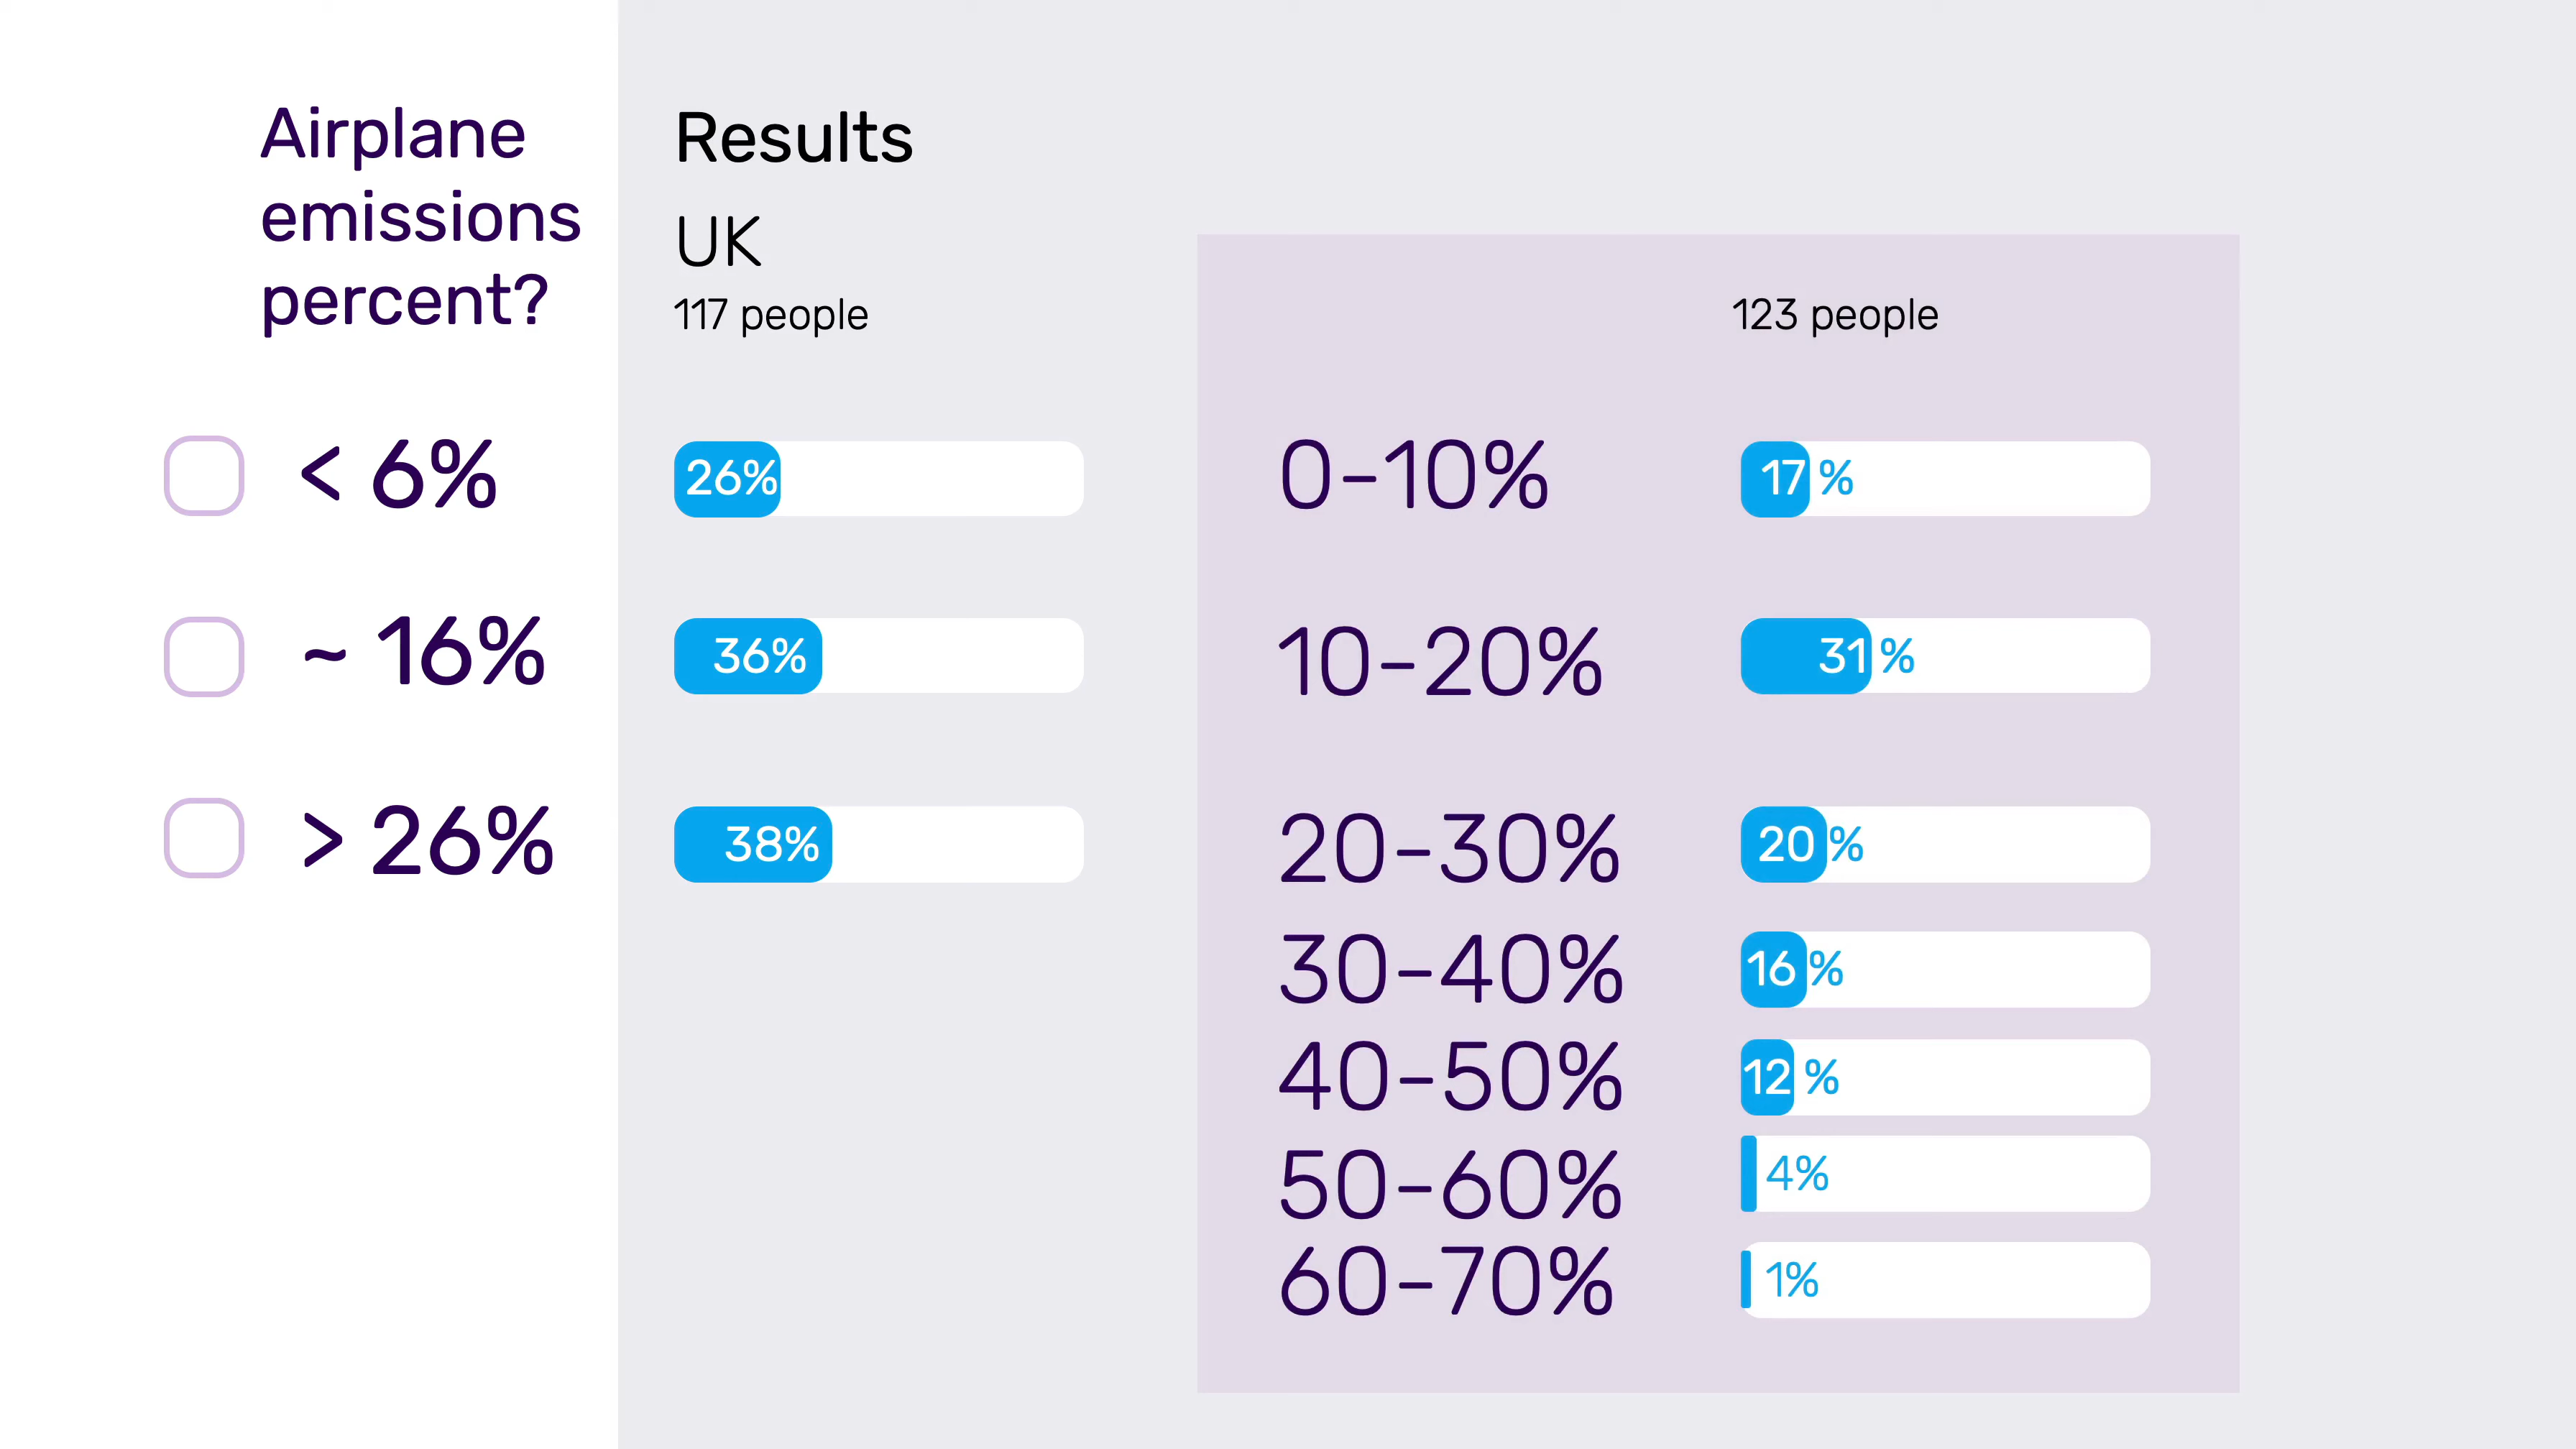 Airplane
emissions
percent?
< 6%
~ 16%
> 26%
Results
UK
117 people
26%
36%
38%
123 people
0-10% 17 %
10-20% 31 %
20-30% 20 %
30-40% 16 %
40-50% 12 %
50-60% 4%
60-70% 1%